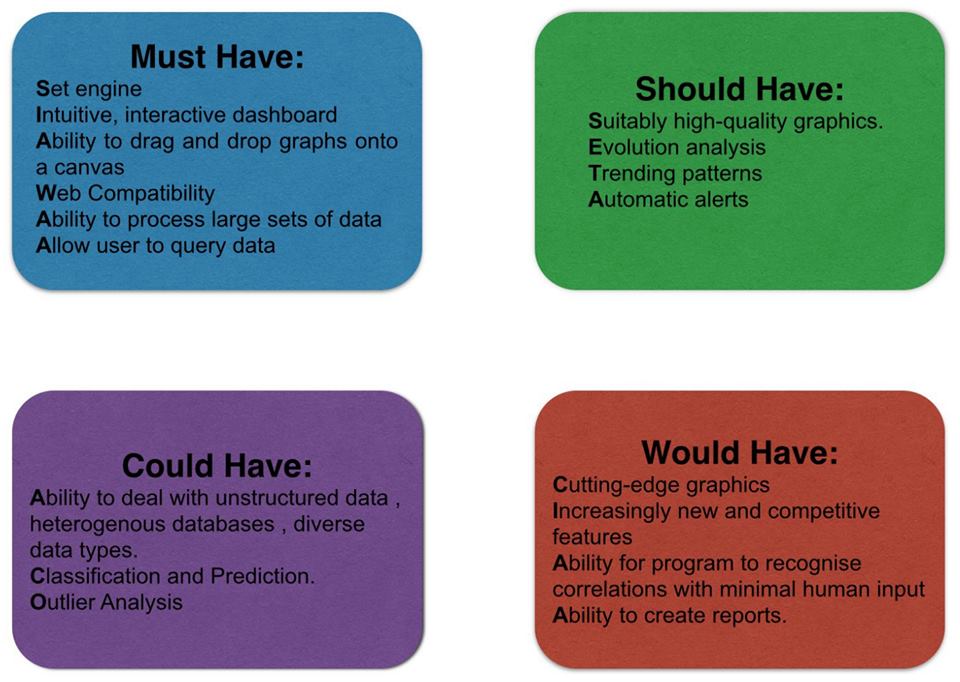 Must Have:
Set engine
Intuitive, interactive dashboard
Ability to drag and drop graphs onto
a canvas
Web Compatibility
Ability to process large sets of data
Allow user to query data
Should Have:
Suitably high-quality graphics.
Evolution analysis
Trending patterns
Automatic alerts
Could Have:
Ability to deal with unstructured data ,
heterogenous databases , diverse
data types.
Classification and Prediction.
Outlier Analysis
Would Have:
Cutting-edge graphics
Increasingly new and competitive
features
Ability for program to recognise
correlations with minimal human input
Ability to create reports.